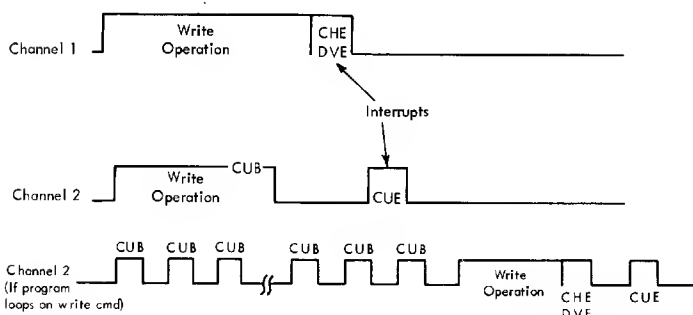 Channel 1
Write
Operation
CHE
DVE
Interrupts
Channel 2
Write
Operation
CUB
CUE
CUB CUB CUB CUB CUB CUB
Channel 2
(If program
loops on write cmd)
Write
Operation
CHE
DVE
CUE